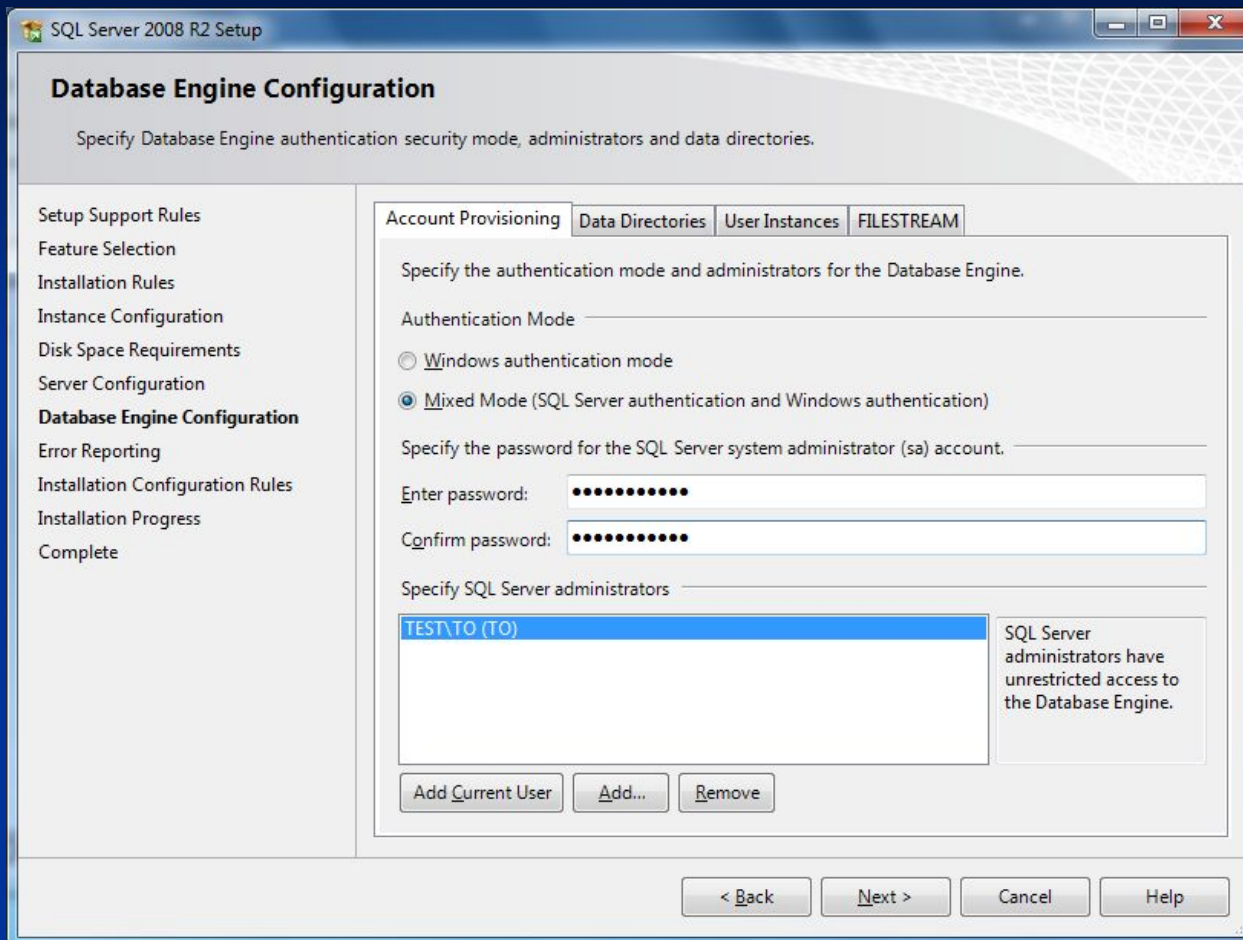 SQL Server 2008 R2 Setup
Database Engine Configuration
Specify Database Engine authentication security mode, administrators and data directories.
Setup Support Rules
Feature Selection
Installation Rules
Instance Configuration
Disk Space Requirements
Server Configuration
Database Engine Configuration
Error Reporting
Installation Configuration Rules
Installation Progress
Complete
Account Provisioning Data Directories User Instances FILESTREAM
Specify the authentication mode and administrators for the Database Engine.
Authentication Mode
Windows authentication mode
Mixed Mode (SQL Server authentication and Windows authentication)
Specify the password for the SQL Server system administrator (sa) account.
Enter password: ●●●●●●●●●●●
Confirm password: ●●●●●●●●●●●
Specify SQL Server administrators
TEST\TO (TO)
SQL Server
administrators have
unrestricted access to
the Database Engine.
Add Current User Add... Remove
< Back Next > Cancel Help